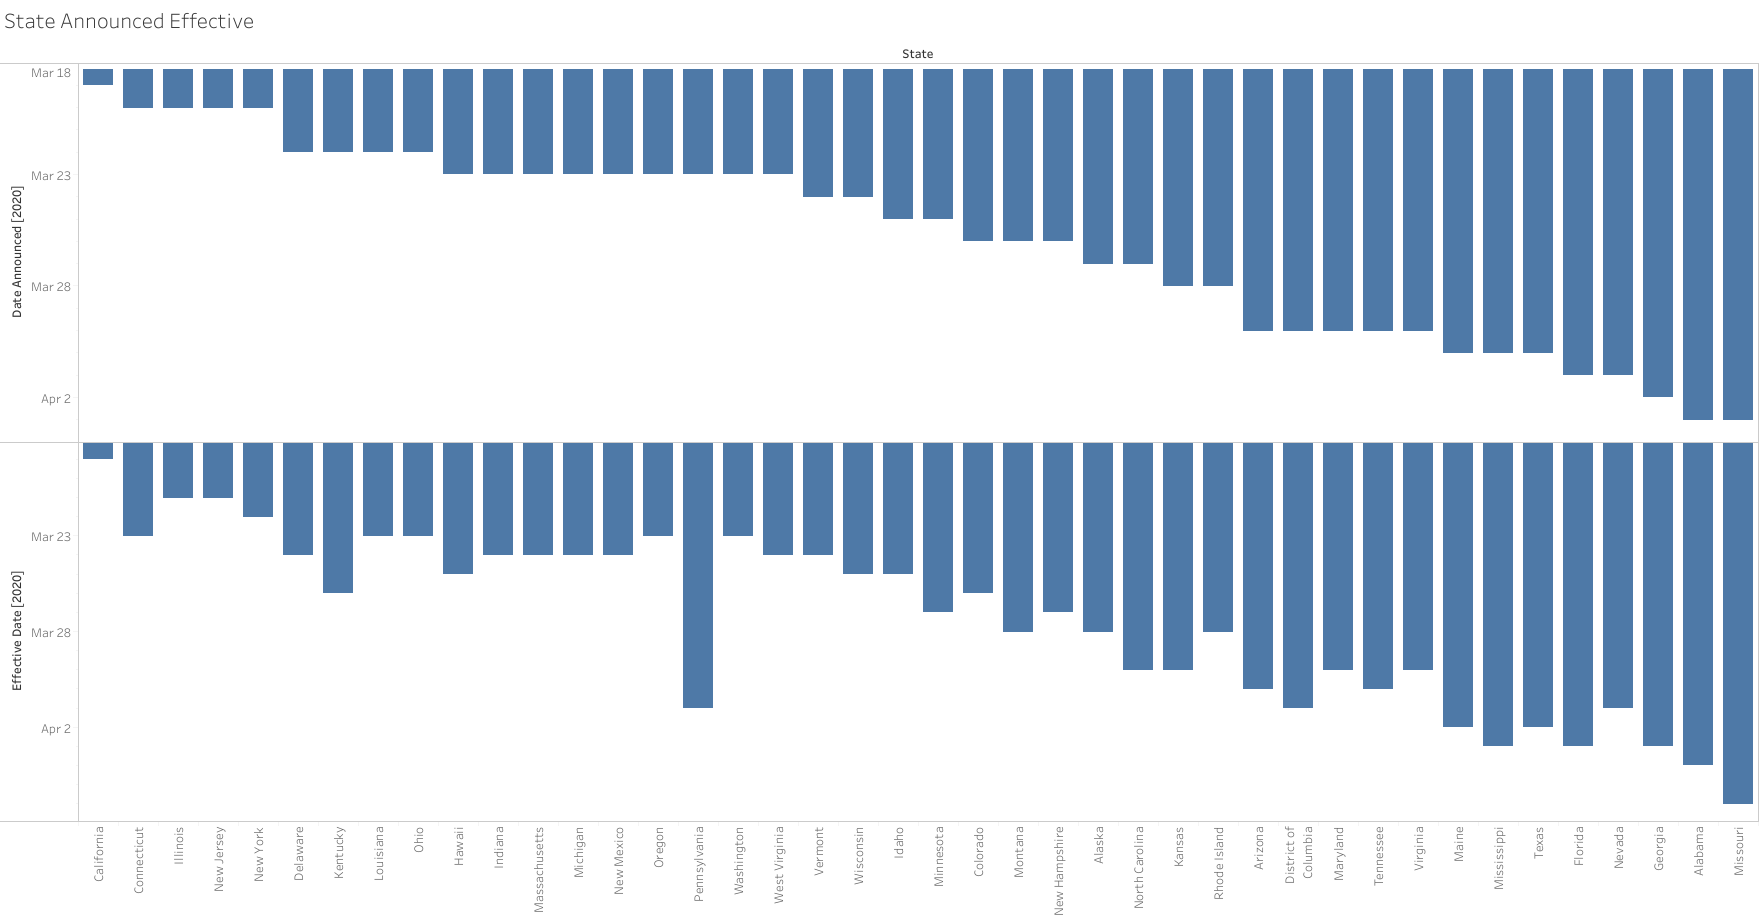 State Announced Effective
State
Mar 18
Mar 23
Mar 28
Apr 2
Date Announced [2020]
Mar 23
Mar 28
Apr 2
Effective Date [2020]
California
Connecticut
Illinois
New Jersey
New York
Delaware
Kentucky
Louisiana
Ohio
Hawaii
Indiana
Massachusetts
Michigan
New Mexico
Oregon
Pennsylvania
Washington
West Virginia
Vermont
Wisconsin
Idaho
Minnesota
Colorado
Montana
New Hampshire
Alaska
North Carolina
Kansas
Rhode Island
Arizona
District of
Columbia
Maryland
Tennessee
Virginia
Maine
Mississippi
Texas
Florida
Nevada
Georgia
Alabama
Missouri